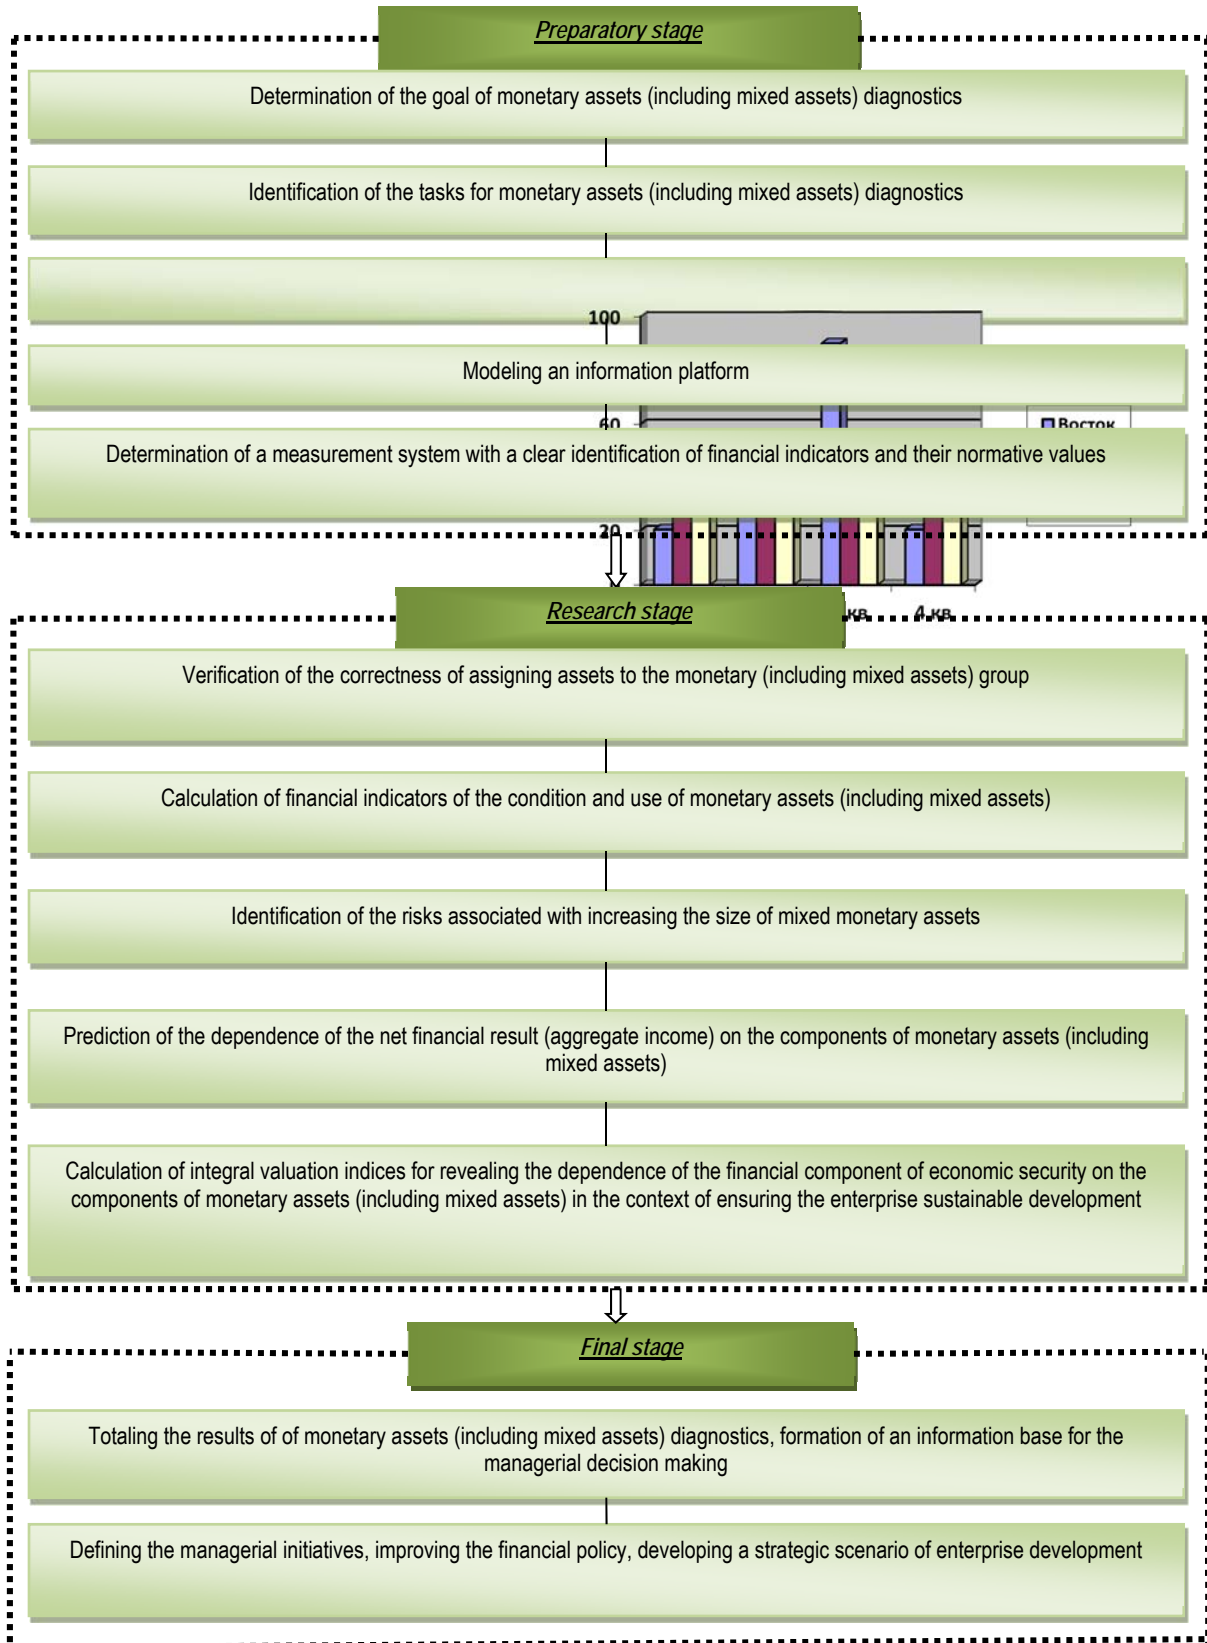 Preparatory stage
Determination of the goal of monetary assets (including mixed assets) diagnostics
Identification of the tasks for monetary assets (including mixed assets) diagnostics
100
Modeling an information platform
60
Восток
Determination of a measurement system with a clear identification of financial indicators and their normative values
20
Research stage
кв
4 кв
Verification of the correctness of assigning assets to the monetary (including mixed assets) group
Calculation of financial indicators of the condition and use of monetary assets (including mixed assets)
Identification of the risks associated with increasing the size of mixed monetary assets
Prediction of the dependence of the net financial result (aggregate income) on the components of monetary assets (including
mixed assets)
Calculation of integral valuation indices for revealing the dependence of the financial component of economic security on the
components of monetary assets (including mixed assets) in the context of ensuring the enterprise sustainable development
Final stage
Totaling the results of of monetary assets (including mixed assets) diagnostics, formation of an information base for the
managerial decision making
Defining the managerial initiatives, improving the financial policy, developing a strategic scenario of enterprise development